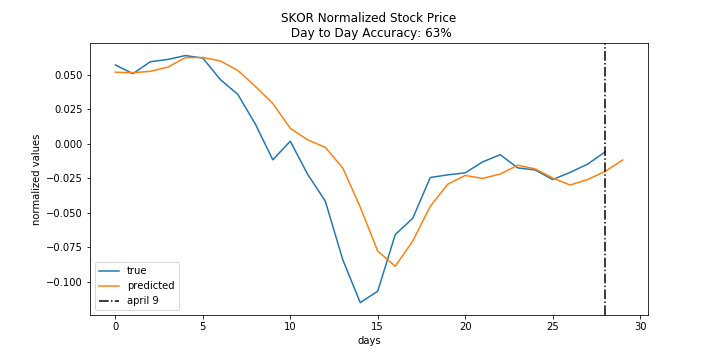 SKOR Normalized Stock Price
Day to Day Accuracy: 63%
normalized values
0.050
0.025
0.000
−0.025
−0.050
−0.075
−0.100
true
predicted
april 9
0 5 10 15 20 25 30
days